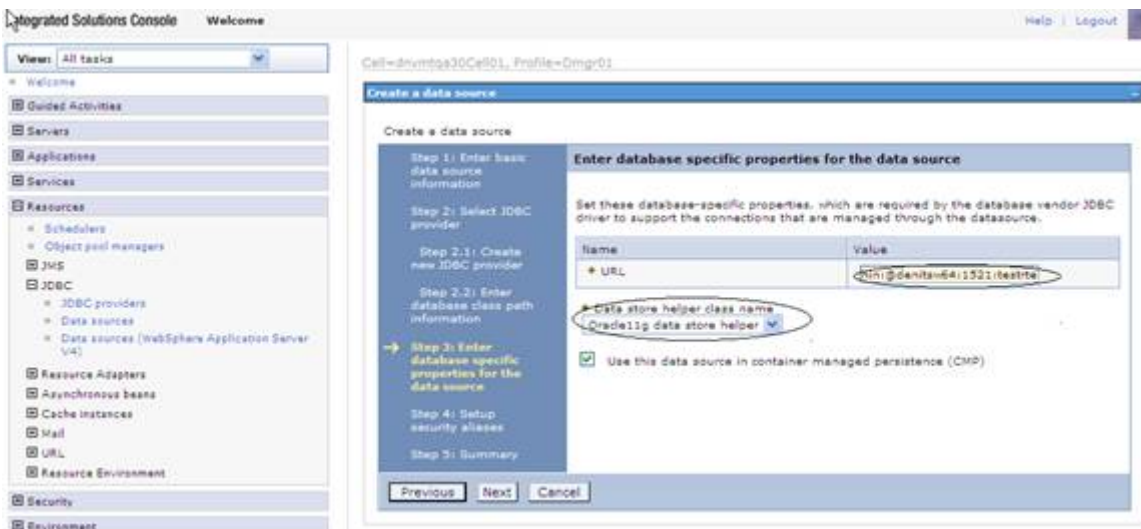 Integrated Solutions Console Welcome
Help | Logout
View: All tasks
Welcome
Guided Activities
Servers
Applications
Services
Resources
Schedulers
Object pool managers
JMS
JDBC
JDBC providers
Data sources
Data sources (WebSphere Application Server
V4)
Resource Adapters
Asynchronous beans
Cache instances
Mail
URL
Resource Environment
Security
Environment
Cell=dnvmtqa30Cell01, Profile=Dmgr01
Create a data source
Create a data source
Step 1: Enter basic
data source
information
Step 2: Select JDBC
provider
Step 2.1: Create
new JDBC provider
Step 2.2: Enter
database class path
information
Step 3: Enter
database specific
properties for the
data source
Step 4: Setup
security aliases
Step 5: Summary
Enter database specific properties for the data source
Set these database-specific properties, which are required by the database vendor JDBC
driver to support the connections that are managed through the datasource.
Name Value
* URL hin:@denitsw64:1521:testrte
* Data store helper class name
Oracle11g data store helper
Use this data source in container managed persistence (CMP)
Previous Next Cancel